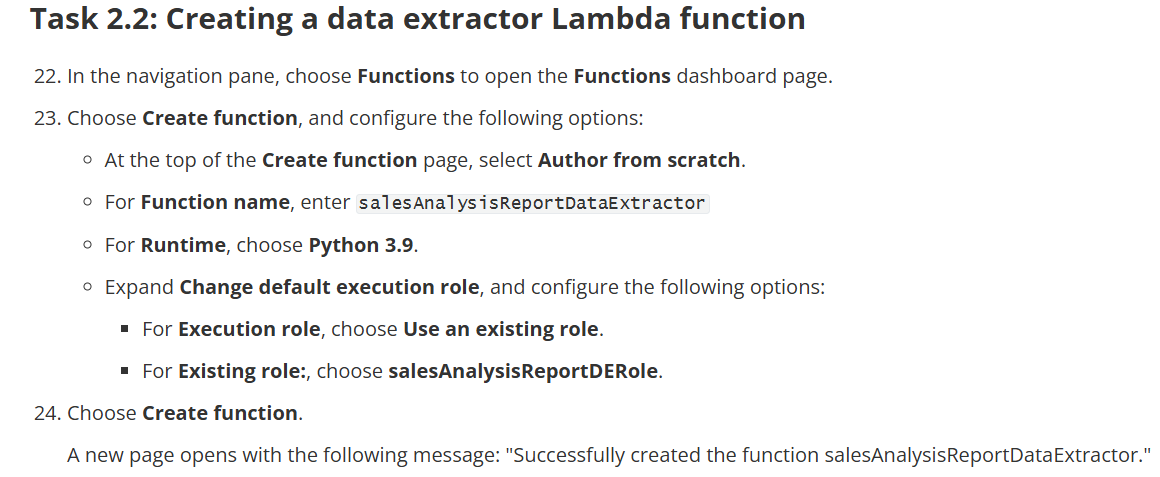 Task 2.2: Creating a data extractor Lambda function
22. In the navigation pane, choose Functions to open the Functions dashboard page.
23. Choose Create function, and configure the following options:
At the top of the Create function page, select Author from scratch.
For Function name, enter salesAnalysisReportDataExtractor
For Runtime, choose Python 3.9.
Expand Change default execution role, and configure the following options:
For Execution role, choose Use an existing role.
For Existing role:, choose salesAnalysisReportDERole.
24. Choose Create function.
A new page opens with the following message: "Successfully created the function salesAnalysisReportDataExtractor."